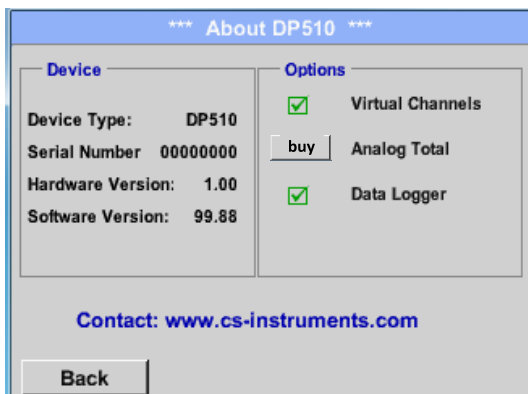 *** About DP510 ***
Device
Device Type: DP510
Serial Number 00000000
Hardware Version: 1.00
Software Version: 99.88
Options
Virtual Channels
buy Analog Total
Data Logger
Contact: www.cs-instruments.com
Back